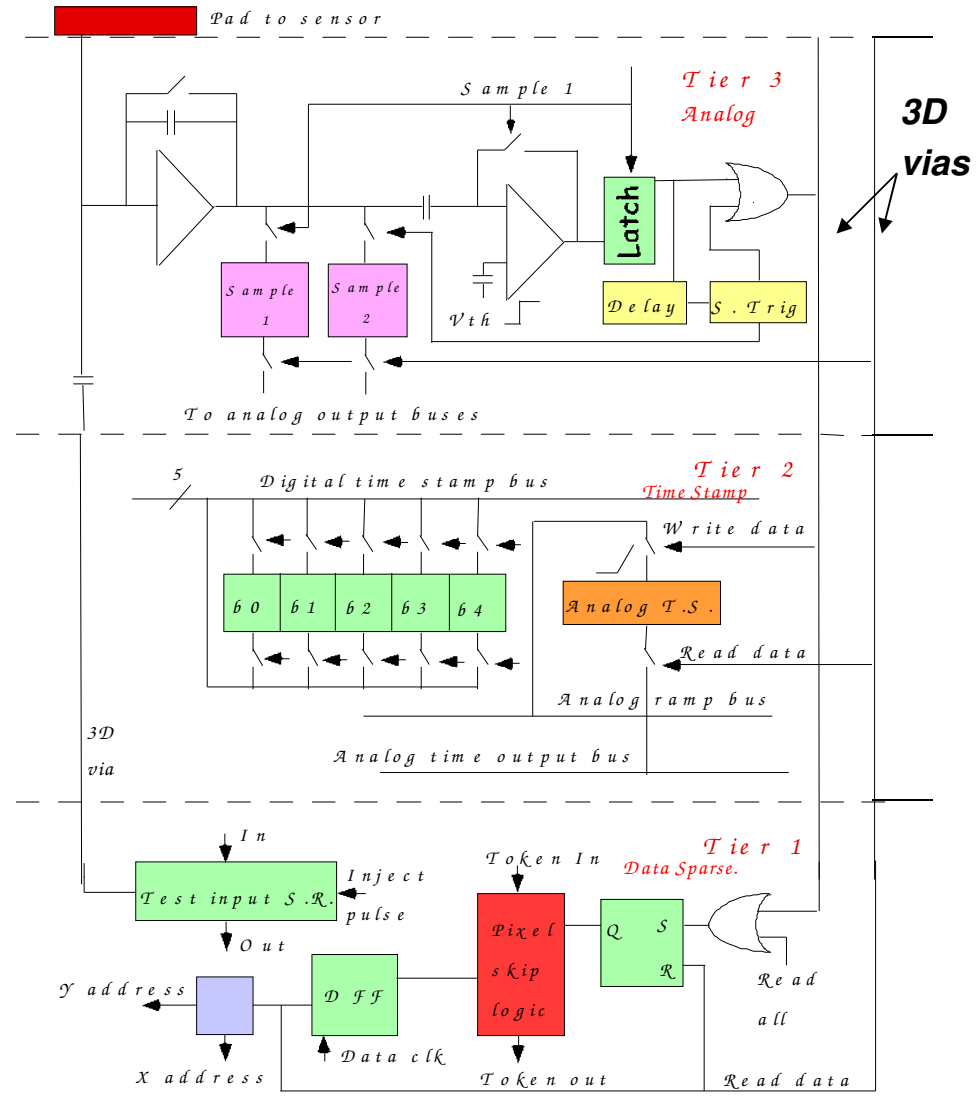 Pad to sensor
Tier 3
Analog
3D
vias
Sample 1
Latch
Sample
1
Sample
2
Delay
S. Trig
Vth
To analog output buses
Tier 2
Time Stamp
5
Digital time stamp bus
Write data
b0 b1 b2 b3 b4
Analog T.S.
Read data
Analog ramp bus
3D
via
Analog time output bus
Tier 1
Data Sparse.
In
Token In
Test input S.R.
Inject
pulse
Out
Pixel
skip
logic
Q S
R
Read
all
Y address
D FF
Data clk
X address
Token out
Read data